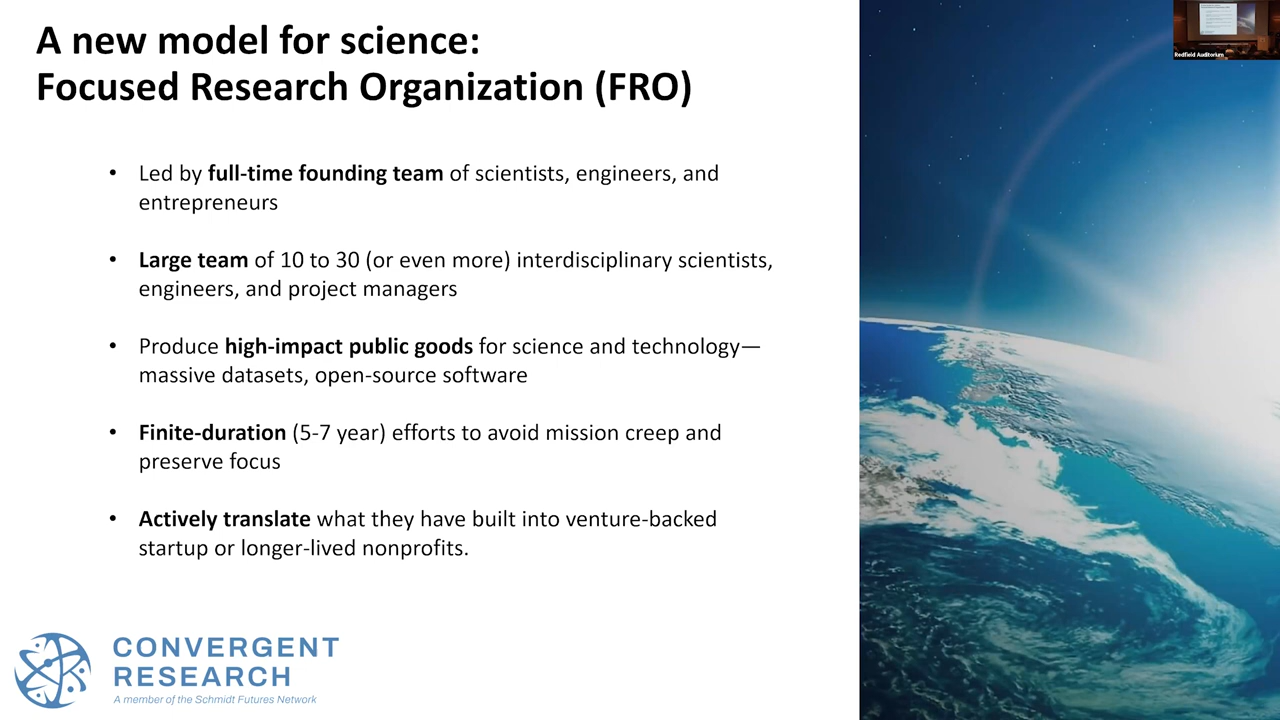 A new model for science:
Focused Research Organization (FRO)
• Led by full-time founding team of scientists, engineers, and
entrepreneurs
• Large team of 10 to 30 (or even more) interdisciplinary scientists,
engineers, and project managers
• Produce high-impact public goods for science and technology—
massive datasets, open-source software
• Finite-duration (5-7 year) efforts to avoid mission creep and
preserve focus
• Actively translate what they have built into venture-backed
startup or longer-lived nonprofits.
CONVERGENT
RESEARCH
A member of the Schmidt Futures Network
Redfield Auditorium